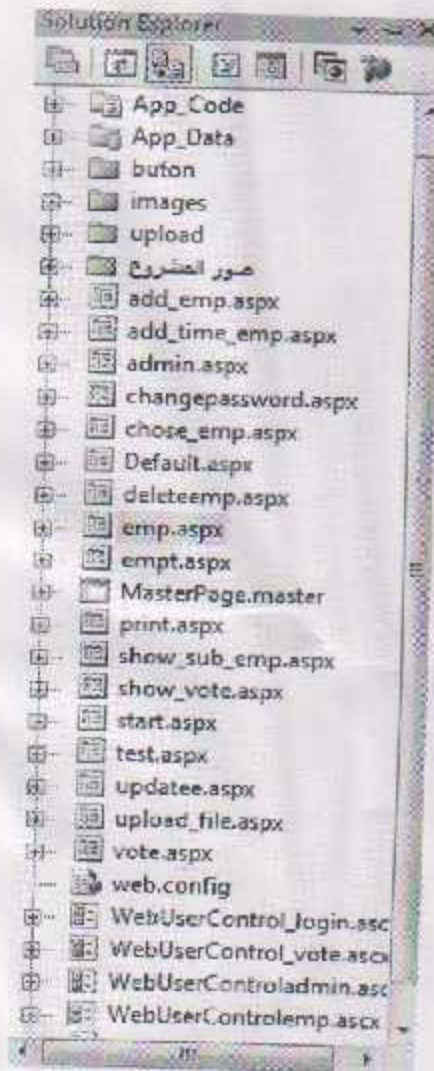 Solution Explorer
App_Code
App_Data
buton
images
upload
صور المشروع
add_emp.aspx
add_time_emp.aspx
admin.aspx
changepassword.aspx
chose_emp.aspx
Default.aspx
deleteemp.aspx
emp.aspx
empt.aspx
MasterPage.master
print.aspx
show_sub_emp.aspx
show_vote.aspx
start.aspx
test.aspx
updatee.aspx
upload_file.aspx
vote.aspx
web.config
WebUserControl_login.asc
WebUserControl_vote.ascx
WebUserControladmin.asc
WebUserControlemp.ascx